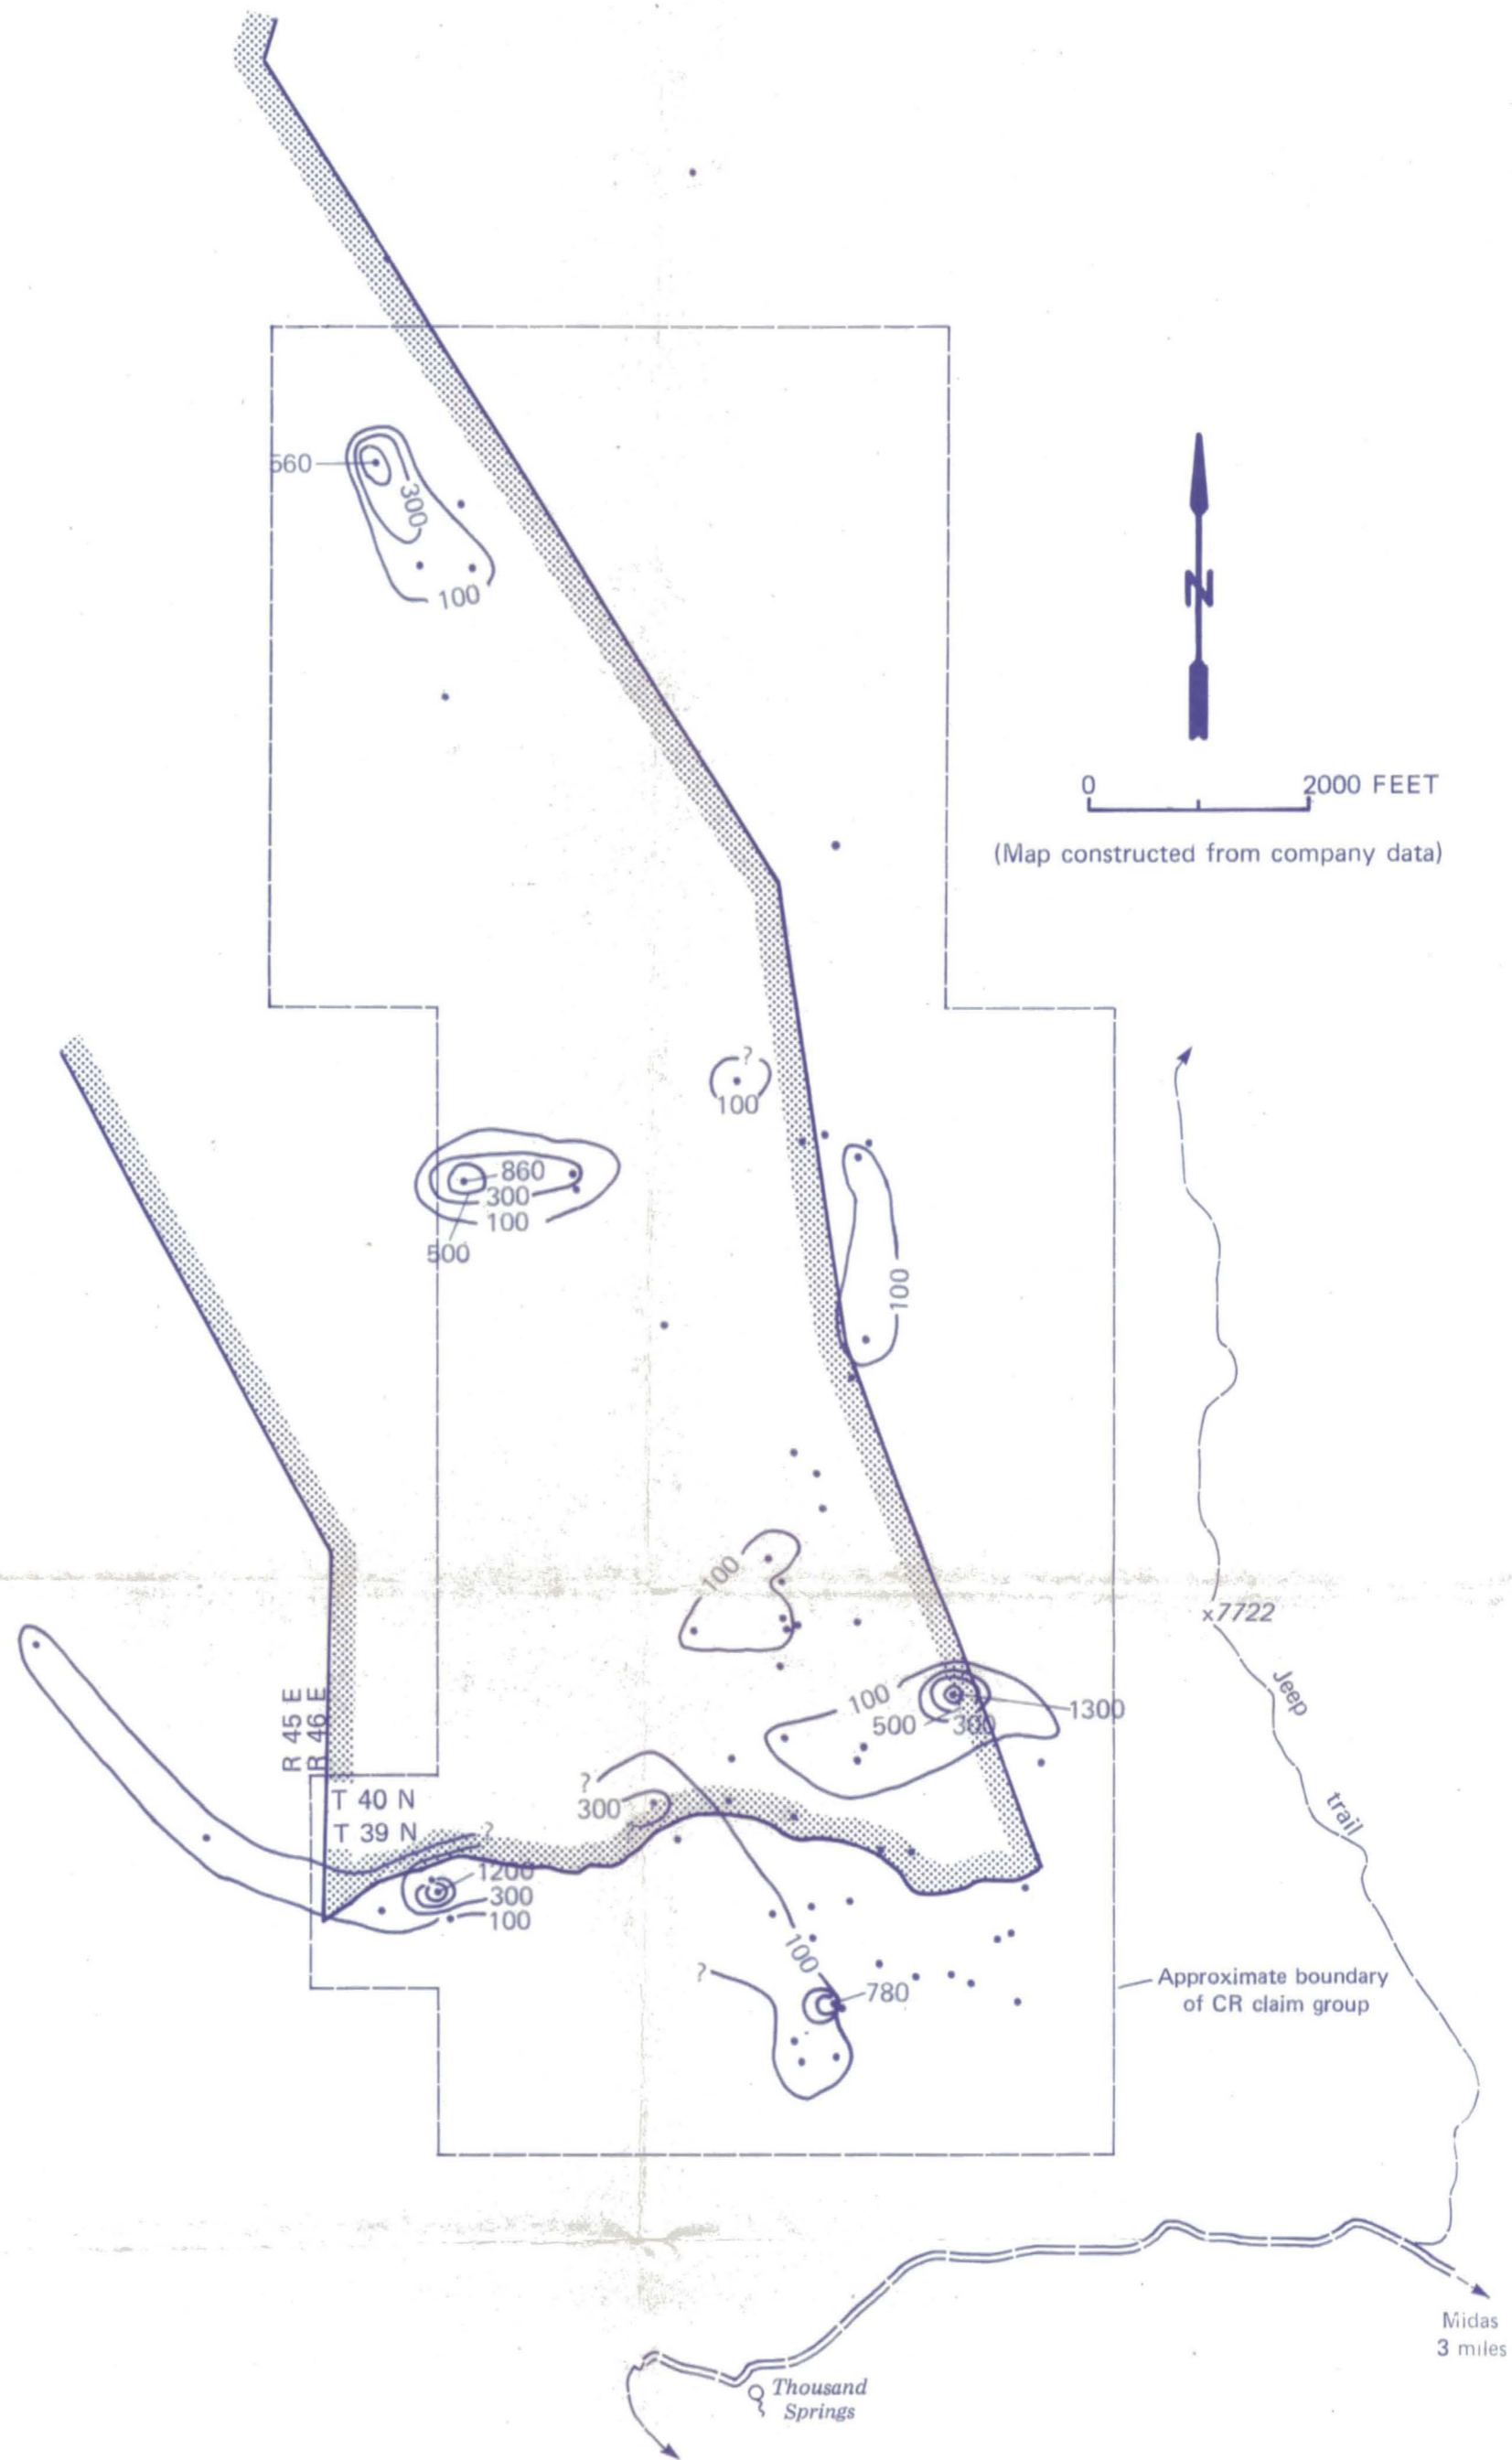 560
300
100
N
0 2000 FEET
(Map constructed from company data)
?
100
860
300
100
500
100
100
x7722
Jeep
trail
R 45 E
R 46 E
100
500
300
1300
T 40 N
T 39 N
?
300
?
?
1200
300
100
100
?
780
Approximate boundary
of CR claim group
Midas
3 miles
Thousand
Springs